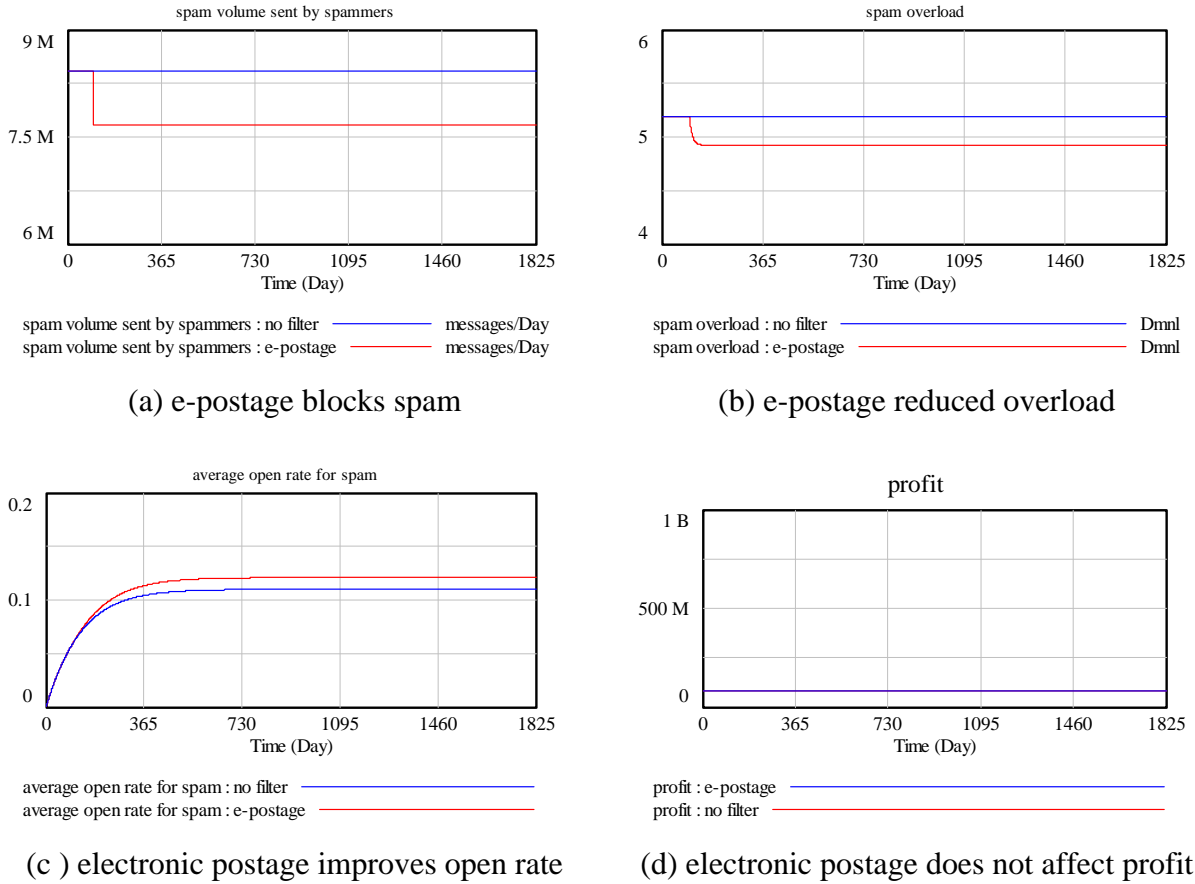 spam volume sent by spammers
9 M
7.5 M
6 M
0 365 730 1095 1460 1825
Time (Day)
spam volume sent by spammers : no filter messages/Day
spam volume sent by spammers : e-postage messages/Day
(a) e-postage blocks spam
spam overload
6
5
4
0 365 730 1095 1460 1825
Time (Day)
spam overload : no filter Dmnl
spam overload : e-postage Dmnl
(b) e-postage reduced overload
average open rate for spam
0.2
0.1
0
0 365 730 1095 1460 1825
Time (Day)
average open rate for spam : no filter
average open rate for spam : e-postage
(c ) electronic postage improves open rate
profit
1 B
500 M
0
0 365 730 1095 1460 1825
Time (Day)
profit : e-postage
profit : no filter
(d) electronic postage does not affect profit